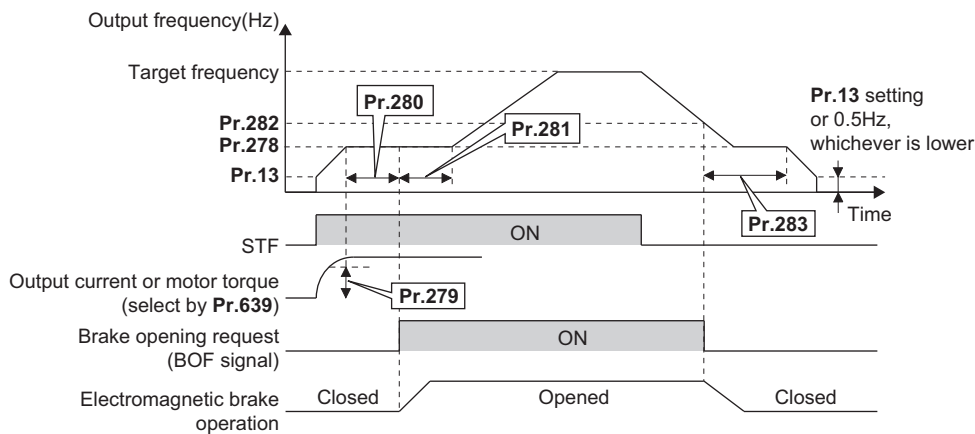 Output frequency(Hz)
Target frequency
Pr.280
Pr.13 setting
or 0.5Hz,
whichever is lower
Pr.282
Pr.281
Pr.278
Pr.13
Time
Pr.283
STF
ON
Output current or motor torque
(select by Pr.639)
Pr.279
Brake opening request
(BOF signal)
ON
Electromagnetic brake
operation
Closed
Opened
Closed